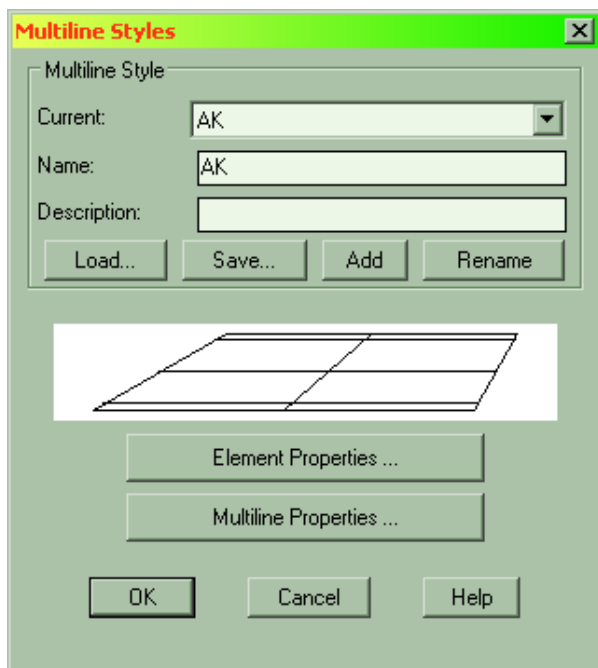 Multiline Styles
Multiline Style
Current: AK
Name: AK
Description:
Load... Save... Add Rename
Element Properties ...
Multiline Properties ...
OK Cancel Help